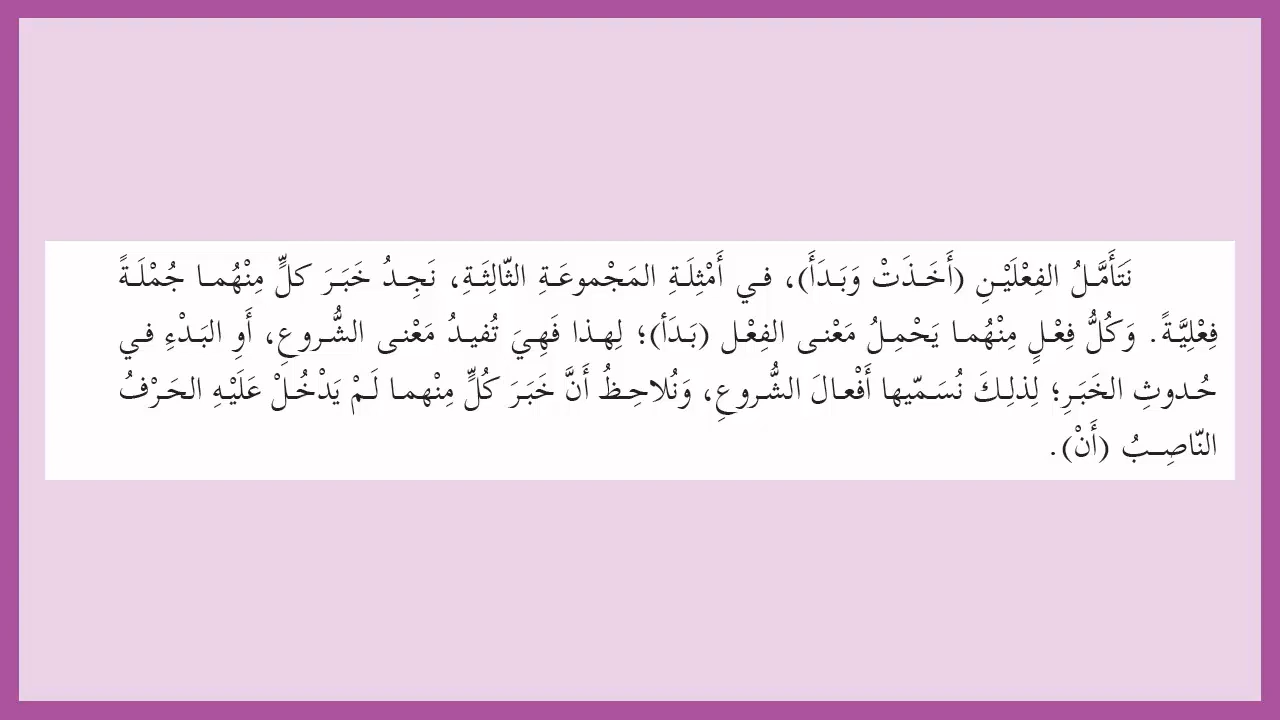 نَتَأَمَّلُ الفِعْلَيْنِ (أَخَذَتْ وَبَدَأَ)، في أَمْثِلَةِ المَجْموعَةِ الثّالِثَةِ، نَجِدُ خَبَرَ كلٍّ مِنْهُما جُمْلَةً
فِعْلِيَّةً. وَكُلُّ فِعْلٍ مِنْهُما يَحْمِلُ مَعْنى الفِعْل (بَدَأ)؛ لِهذا فَهِيَ تُفيدُ مَعْنى الشُّروعِ، أَوِ البَدْءِ في
حُدوثِ الخَبَرِ؛ لِذلِكَ نُسَمّيها أَفْعالَ الشُّروعِ، وَنُلاحِظُ أَنَّ خَبَرَ كُلٍّ مِنْهما لَمْ يَدْخُلْ عَلَيْهِ الحَرْفُ
النّاصِبُ (أَنْ).